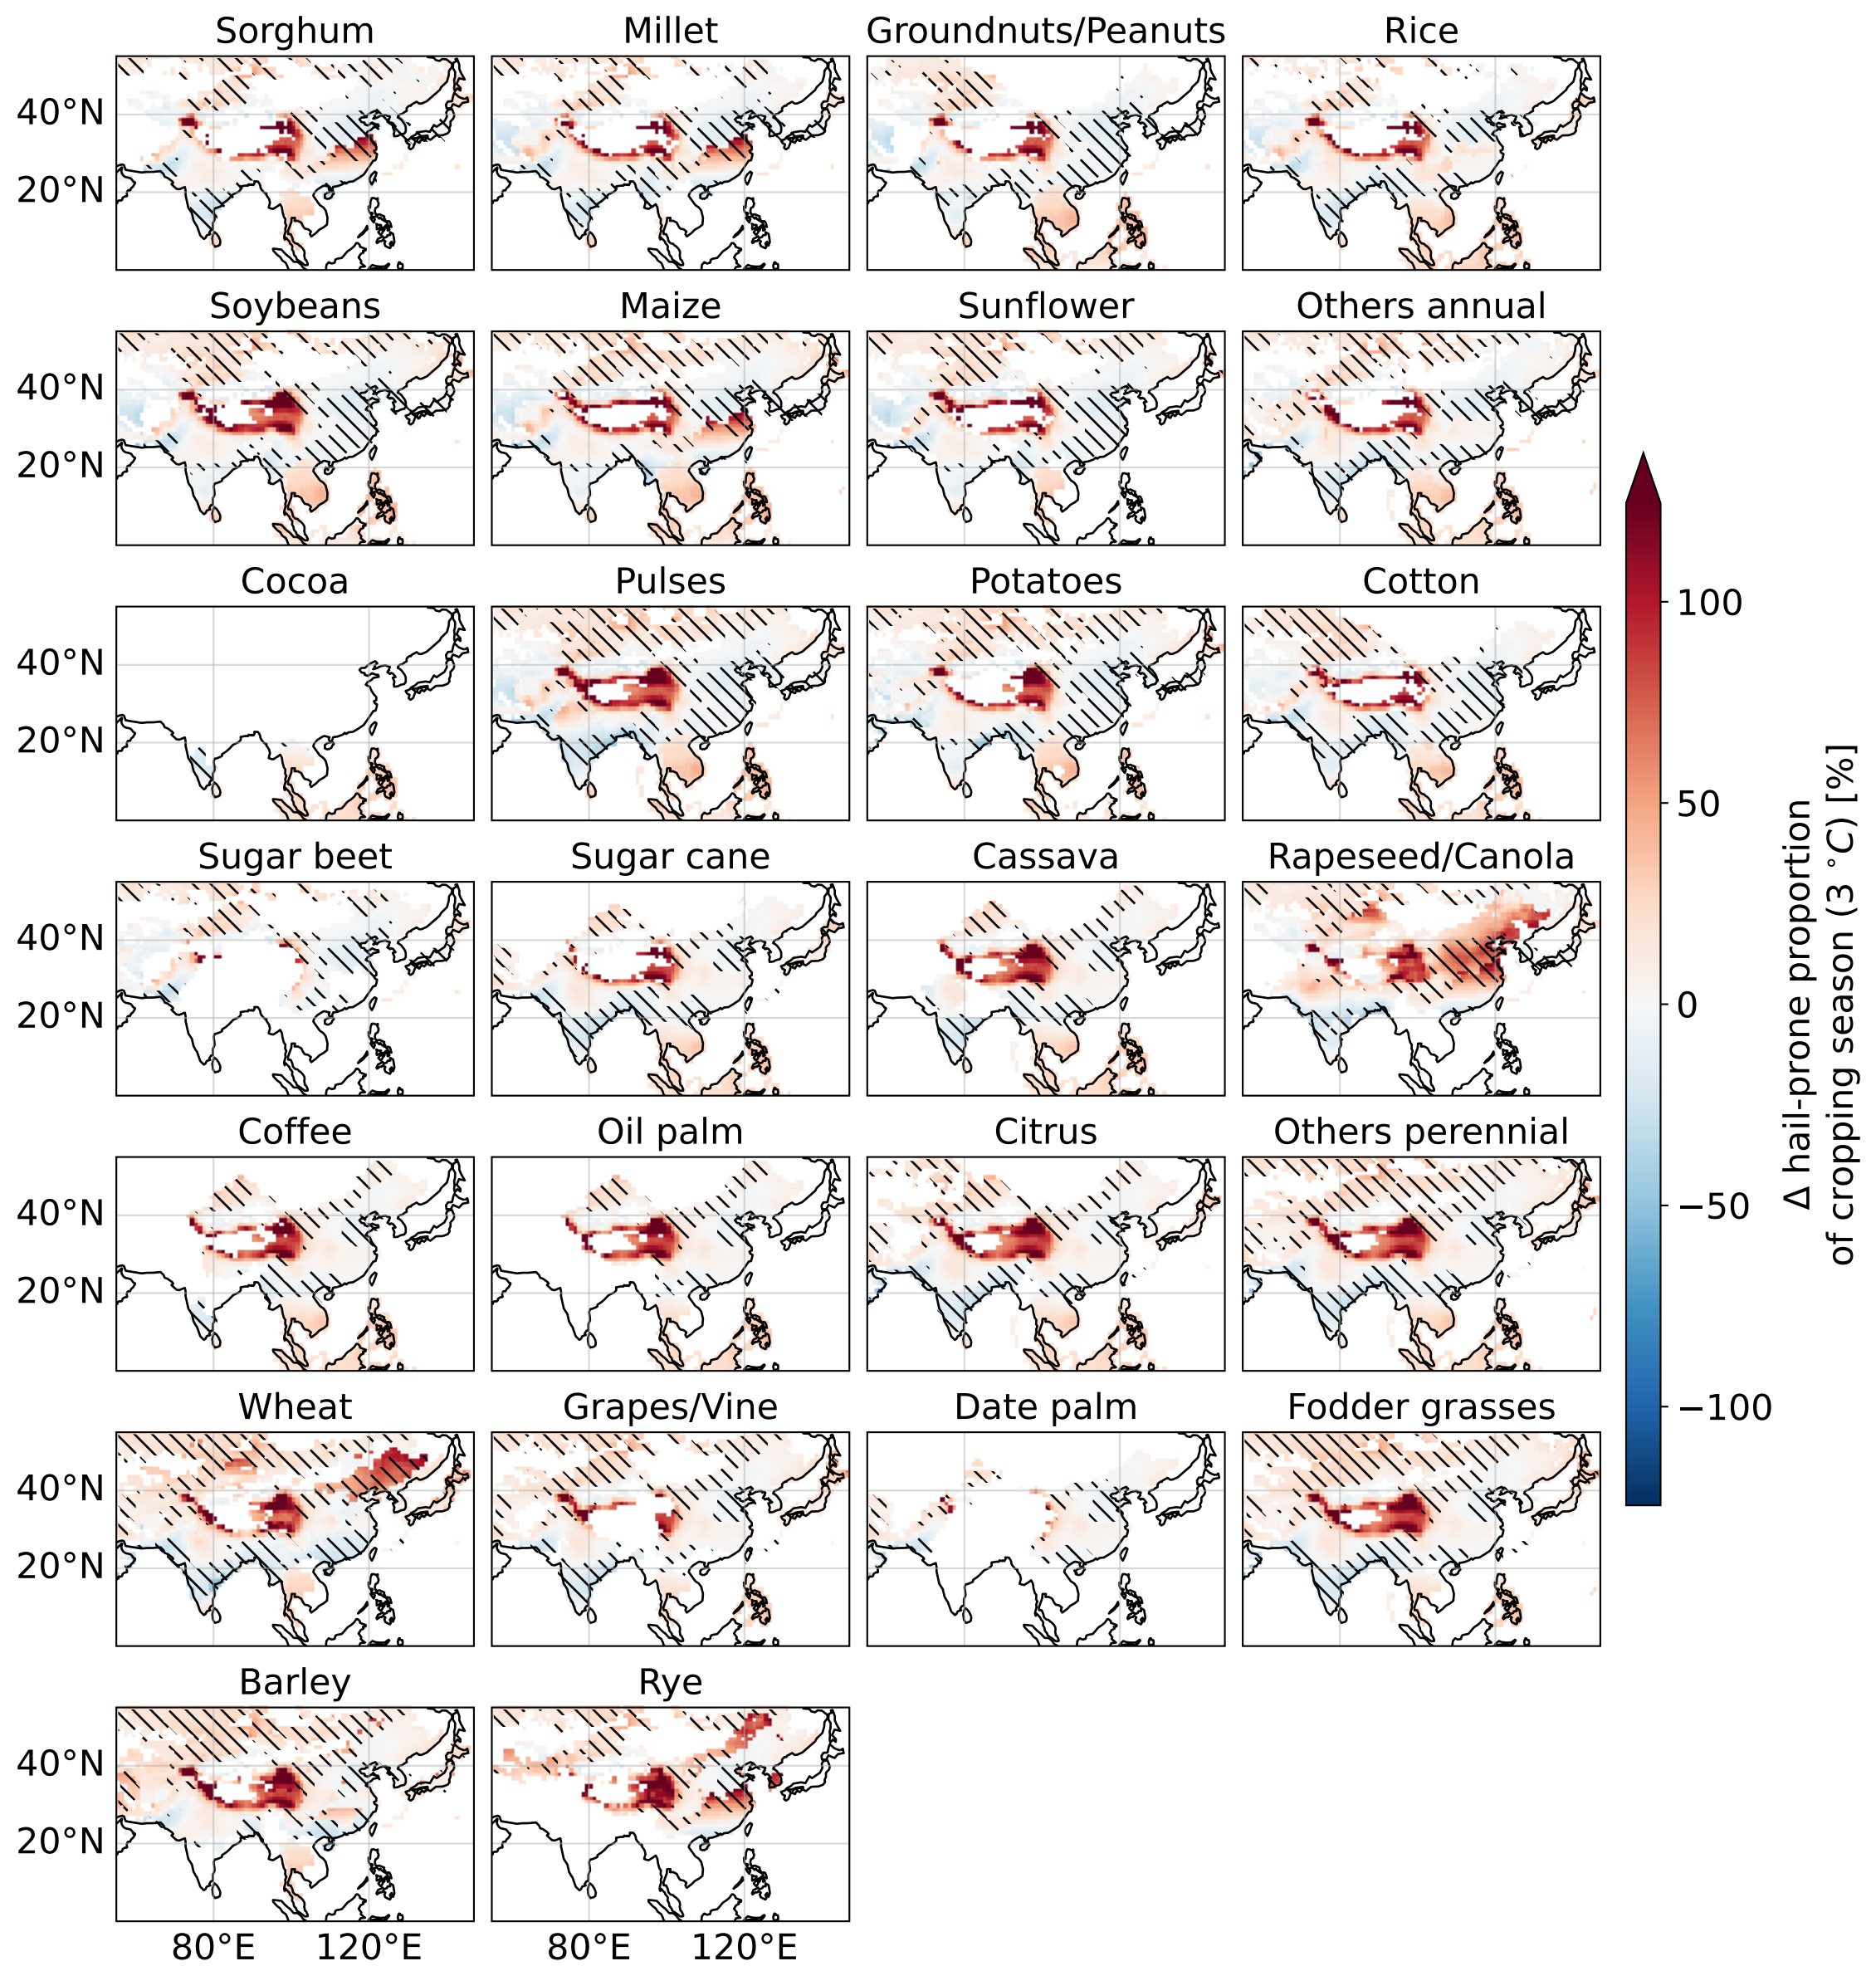 Sorghum Millet Groundnuts/Peanuts Rice
40°N
20°N
Soybeans Maize Sunflower Others annual
40°N
20°N
Cocoa Pulses Potatoes Cotton
40°N
20°N
Sugar beet Sugar cane Cassava Rapeseed/Canola
40°N
20°N
Coffee Oil palm Citrus Others perennial
40°N
20°N
Wheat Grapes/Vine Date palm Fodder grasses
40°N
20°N
Barley Rye
40°N
20°N
80°E 120°E 80°E 120°E
100
50
0
−50
−100
Δ hail-prone proportion
of cropping season (3 °C) [%]